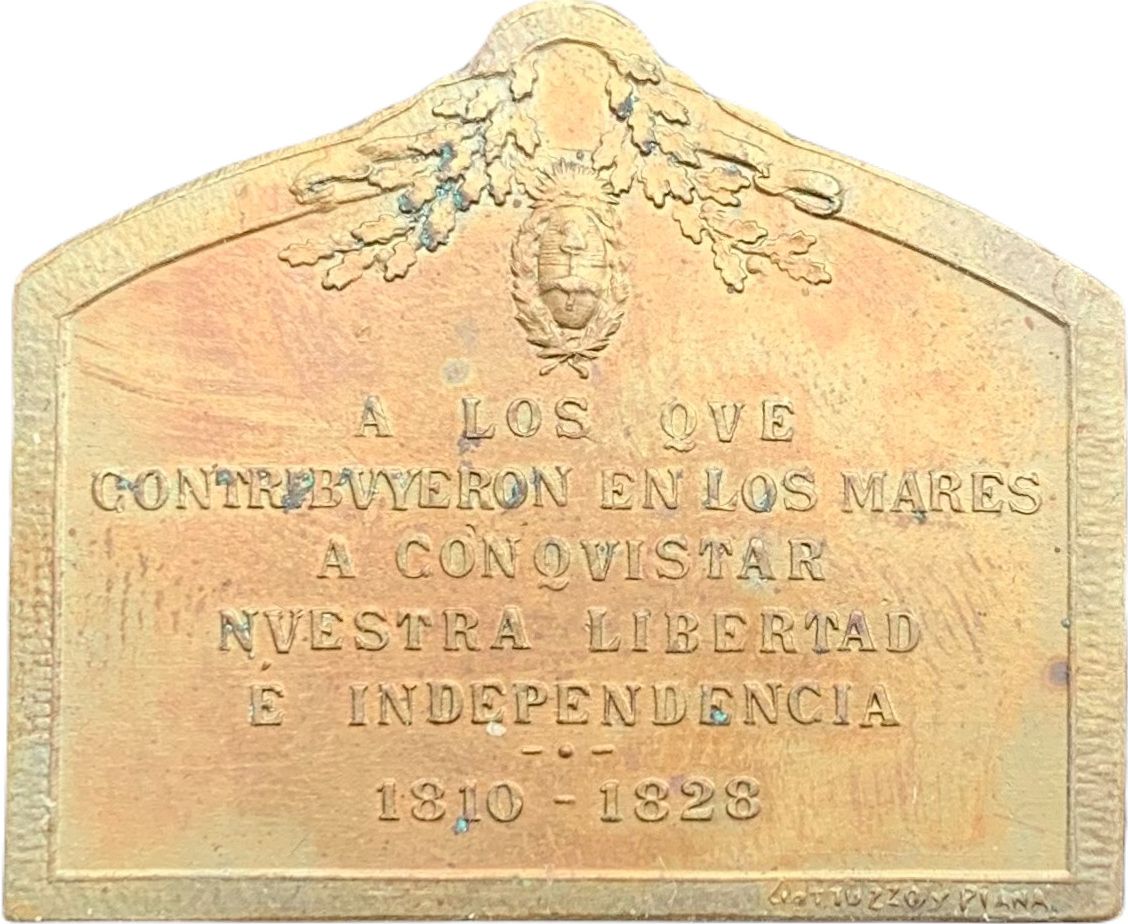 A LOS QVE
CONTRIBVYERON EN LOS MARES
A CONQVISTAR
NVESTRA LIBERTAD
É INDEPENDENCIA
-•-
1810 - 1828
GOTTUZZO y PIANA.